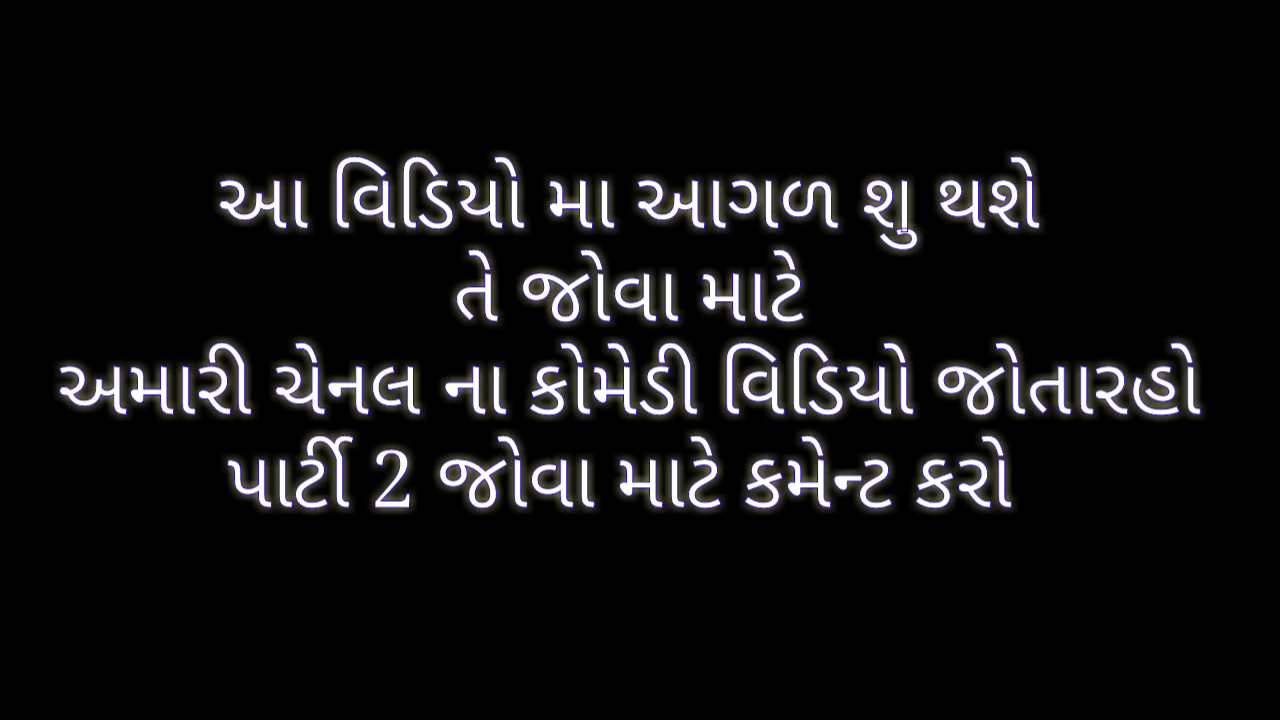 આ વિડિયો મા આગળ શુ થશે
તે જોવા માટે
અમારી ચેનલ ના કોમેડી વિડિયો જોતારહો
પાર્ટી 2 જોવા માટે કમેન્ટ કરો